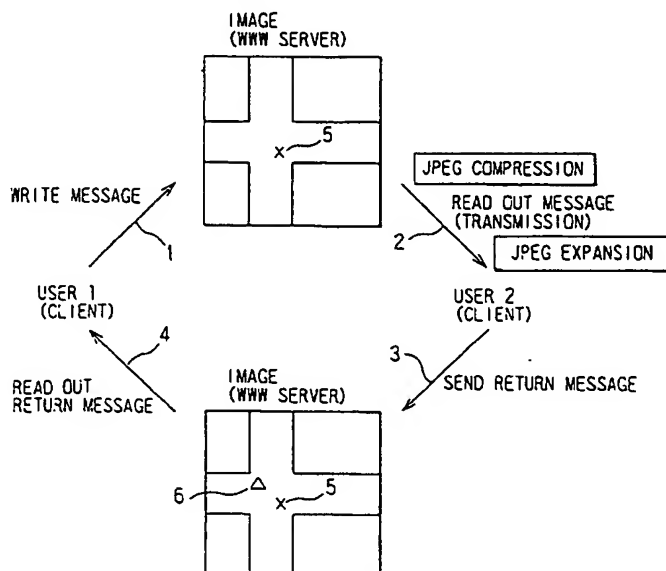 IMAGE
(WWW SERVER)
5
JPEG COMPRESSION
WRITE MESSAGE
READ OUT MESSAGE
(TRANSMISSION)
1
2
JPEG EXPANSION
USER 1
(CLIENT)
USER 2
(CLIENT)
4
3
IMAGE
(WWW SERVER)
SEND RETURN MESSAGE
READ OUT
RETURN MESSAGE
6
5